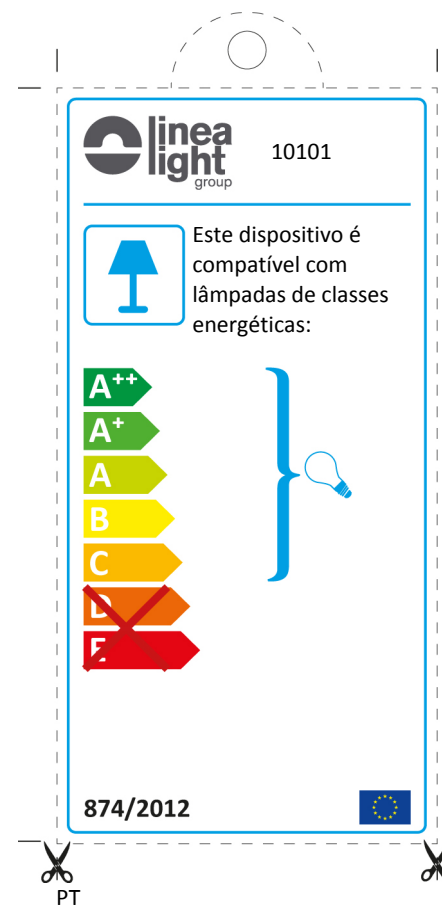 linea
light
group
10101
Este dispositivo é
compatível com
lâmpadas de classes
energéticas:
A++
A+
A
B
C
D
E
874/2012
PT